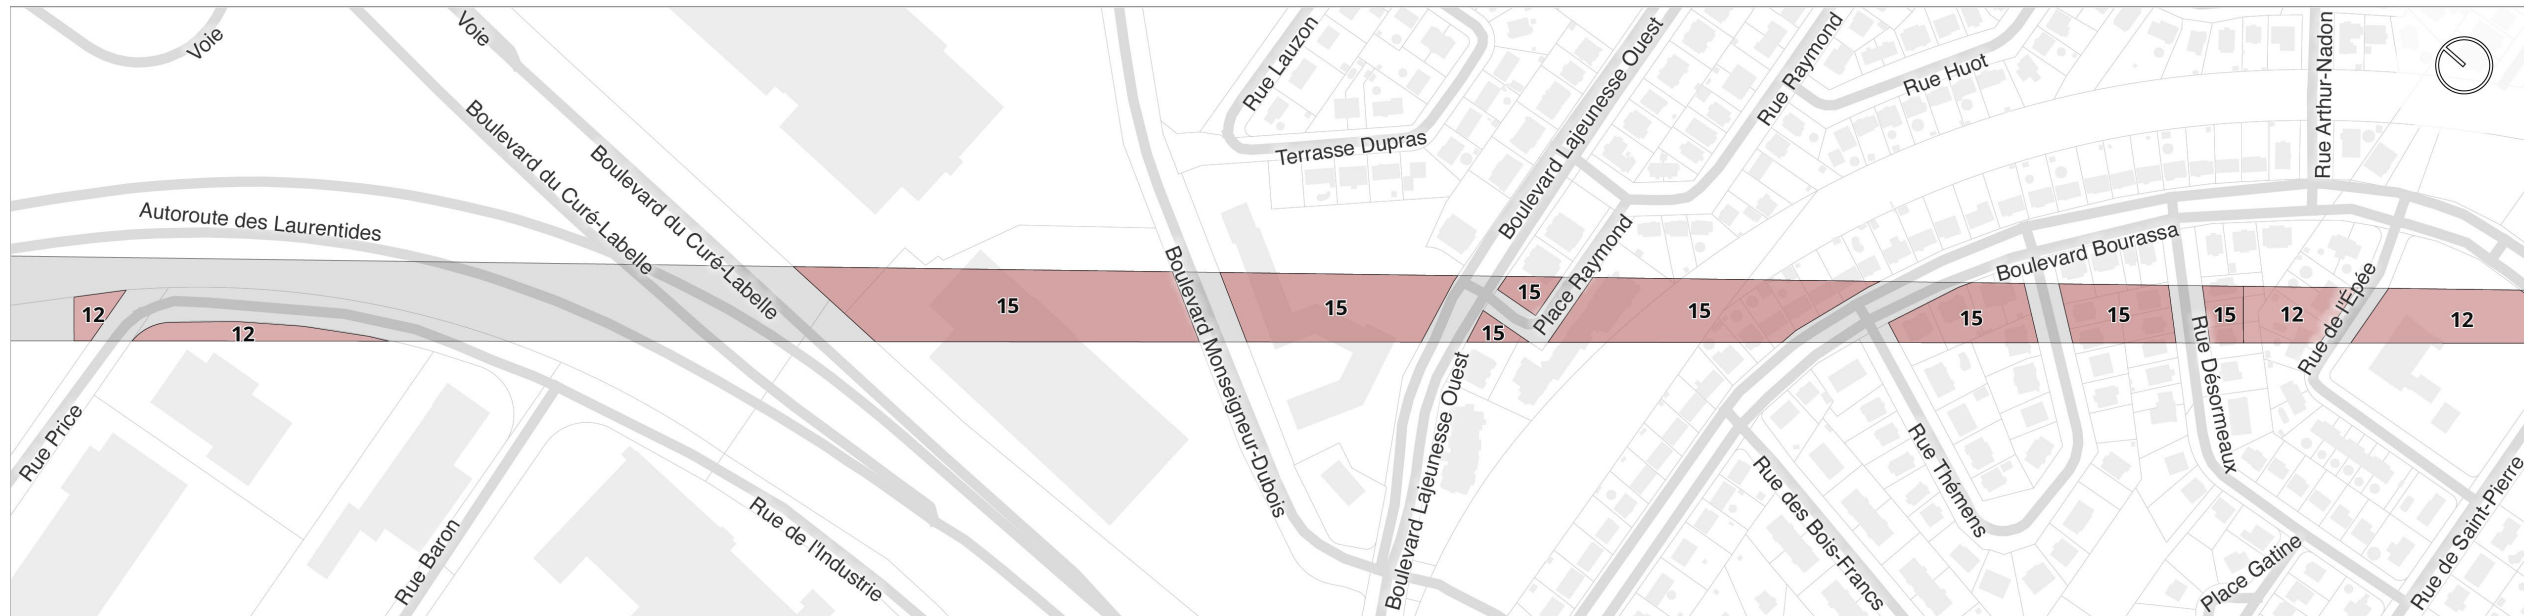 Voie
Voie
Rue Lauzon
Boulevard Lajeunesse Ouest
Rue Raymond
Rue Huot
Rue Arthur-Nadon
Terrasse Dupras
Boulevard du Curé-Labelle
Boulevard du Curé-Labelle
Autoroute des Laurentides
Place Raymond
Boulevard Bourassa
Boulevard Monseigneur-Dubois
Rue de l'Épée
12
12
15
15
15
15
15
15
15
15
12
12
Rue Désormeaux
Boulevard Lajeunesse Ouest
Rue Price
Rue Baron
Rue de l'Industrie
Rue des Bois-Francs
Rue Thémens
Place Gatine
Rue de Saint-Pierre